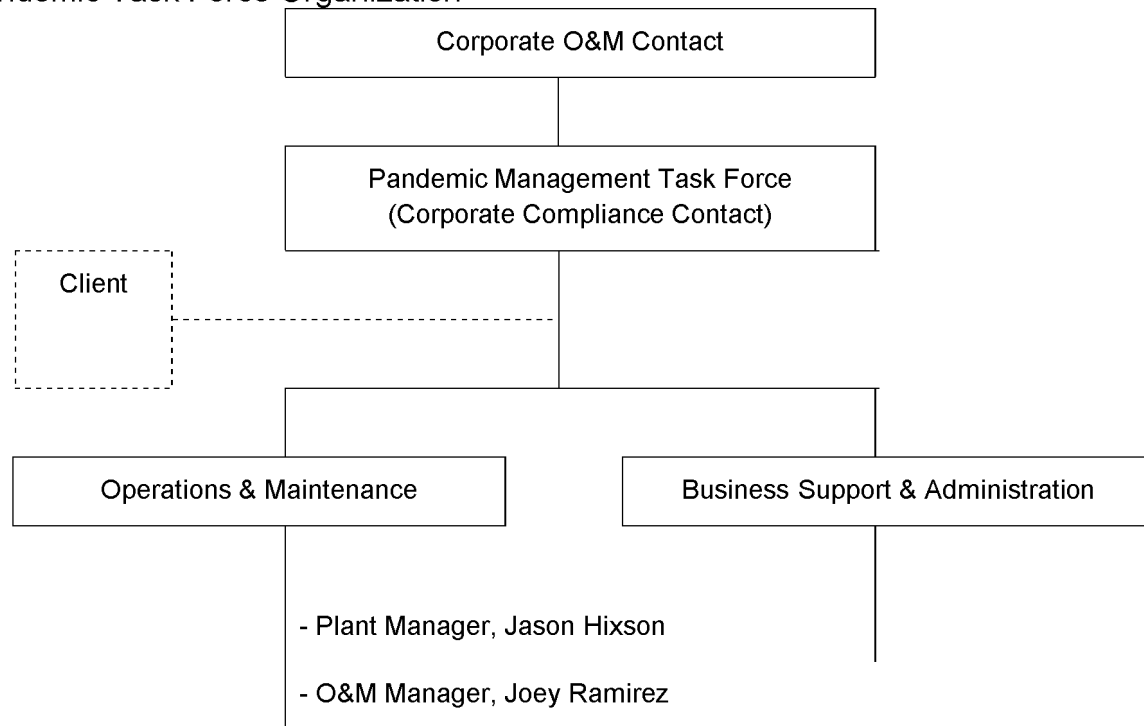 Task Force Organization
Corporate O&M Contact
Pandemic Management Task Force
(Corporate Compliance Contact)
Client
Operations & Maintenance
Business Support & Administration
- Plant Manager, Jason Hixson
- O&M Manager, Joey Ramirez